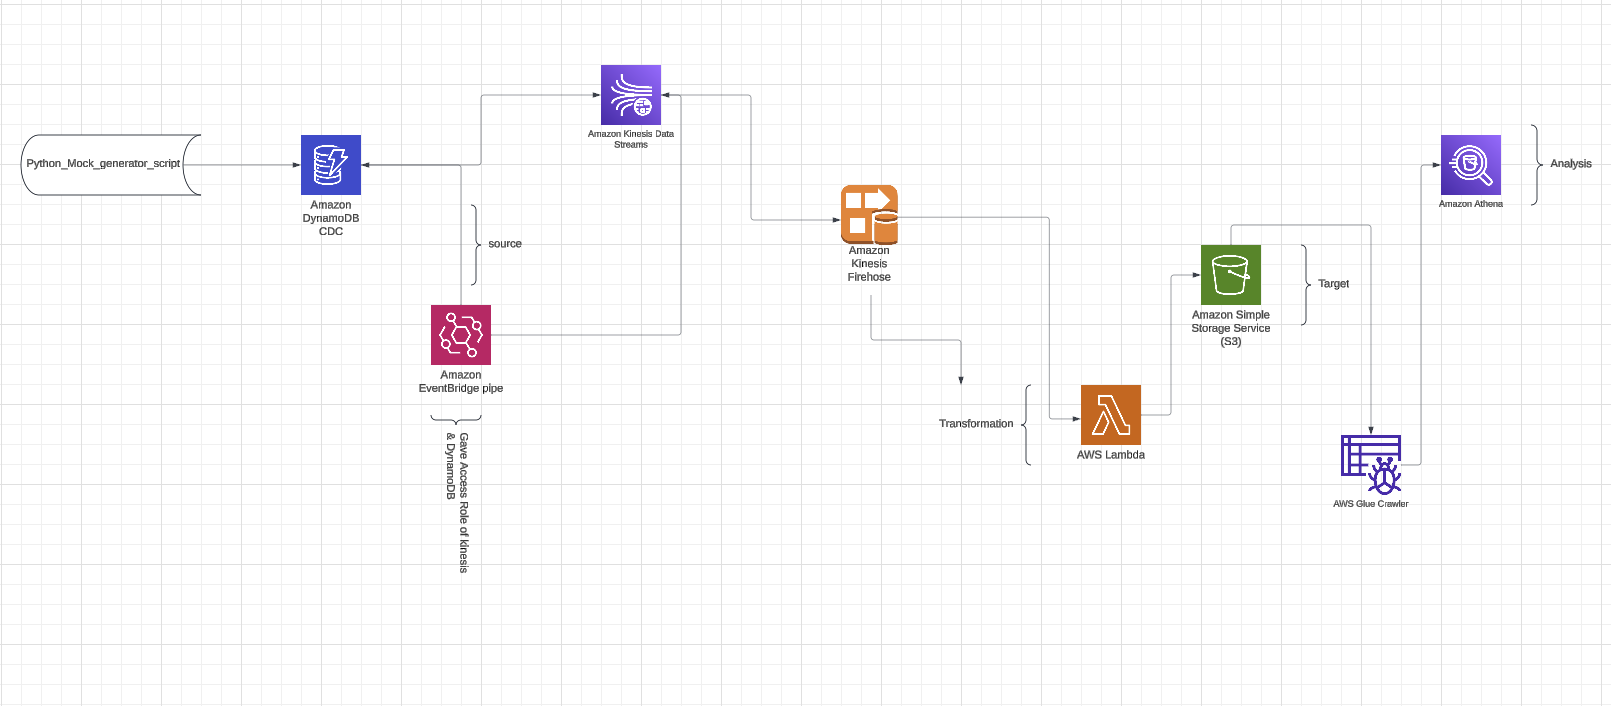 Python_Mock_generator_script
Amazon
DynamoDB
CDC
source
Amazon
EventBridge pipe
Gave Access Role of kinesis
& DynamoDB
Amazon Kinesis Data
Streams
Amazon
Kinesis
Firehose
Transformation
AWS Lambda
Amazon Simple
Storage Service
(S3)
Target
AWS Glue Crawler
Amazon Athena
Analysis